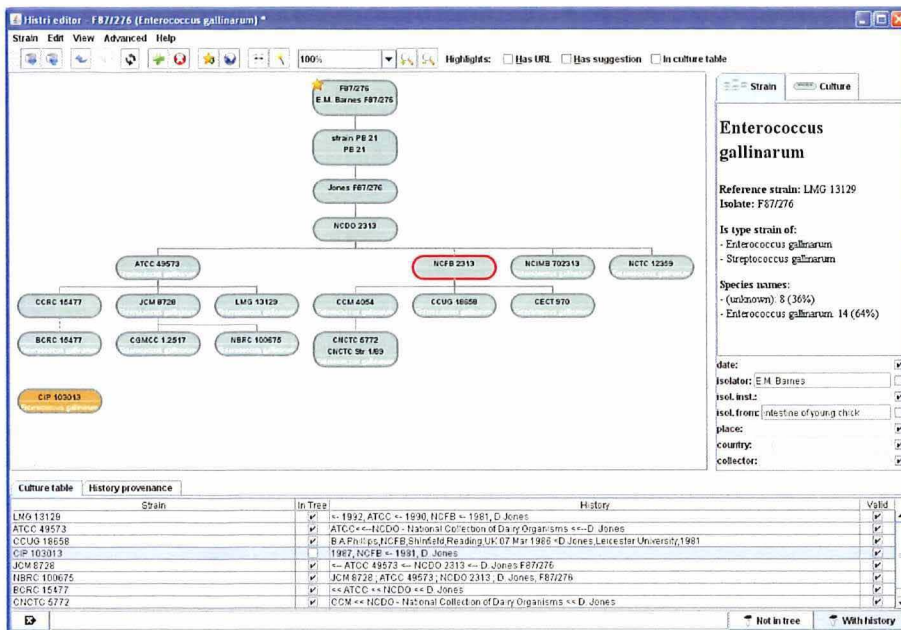 Histri editor - F87/276 (Enterococcus gallinarum) *
Strain Edit View Advanced Help
100% Highlights: Has URL Has suggestion In culture table
F87/276
E.M. Barnes F87/276
strain PB 21
PB 21
Jones F87/276
NCDO 2313
ATCC 49573 NCFB 2313 NCIMB 702313 NCTC 12359
CCRC 15477 JCM 8728 LMG 13129 CCM 4054 CCUG 18658 CECT 970
BCRC 15477 CGMCC 1.2517 NBRC 100675 CNCTC 5772
CNCTC Str 1/89
CIP 103013
Strain Culture
Enterococcus
gallinarum
Reference strain: LMG 13129
Isolate: F87/276
Is type strain of:
- Enterococcus gallinarum
- Streptococcus gallinarum
Species names:
- (unknown): 8 (36%)
- Enterococcus gallinarum: 14 (64%)
date:
isolator: E.M. Barnes
isol. inst.:
isol. from: intestine of young chick
place:
country:
collector:
Culture table History provenance
Strain In Tree History Valid
LMG 13129 <- 1992, ATCC <- 1990, NCFB <- 1981, D. Jones
ATCC 49573 ATCC<<--NCDO - National Collection of Dairy Organisms <<--D. Jones
CCUG 18658 B.A.Phillips,NCFB,Shinfield,Reading,UK 07 Mar 1986 <D.Jones,Leicester University,1981
CIP 103013 1987, NCFB <- 1981, D. Jones
JCM 8728 <-- ATCC 49573 <-- NCDO 2313 <-- D. Jones F87/276
NBRC 100675 JCM 8728 ; ATCC 49573 ; NCDO 2313 ; D. Jones, F87/276
BCRC 15477 << ATCC << NCDO << D. Jones
CNCTC 5772 CCM << NCDO - National Collection of Dairy Organisms << D. Jones
Not in tree With history